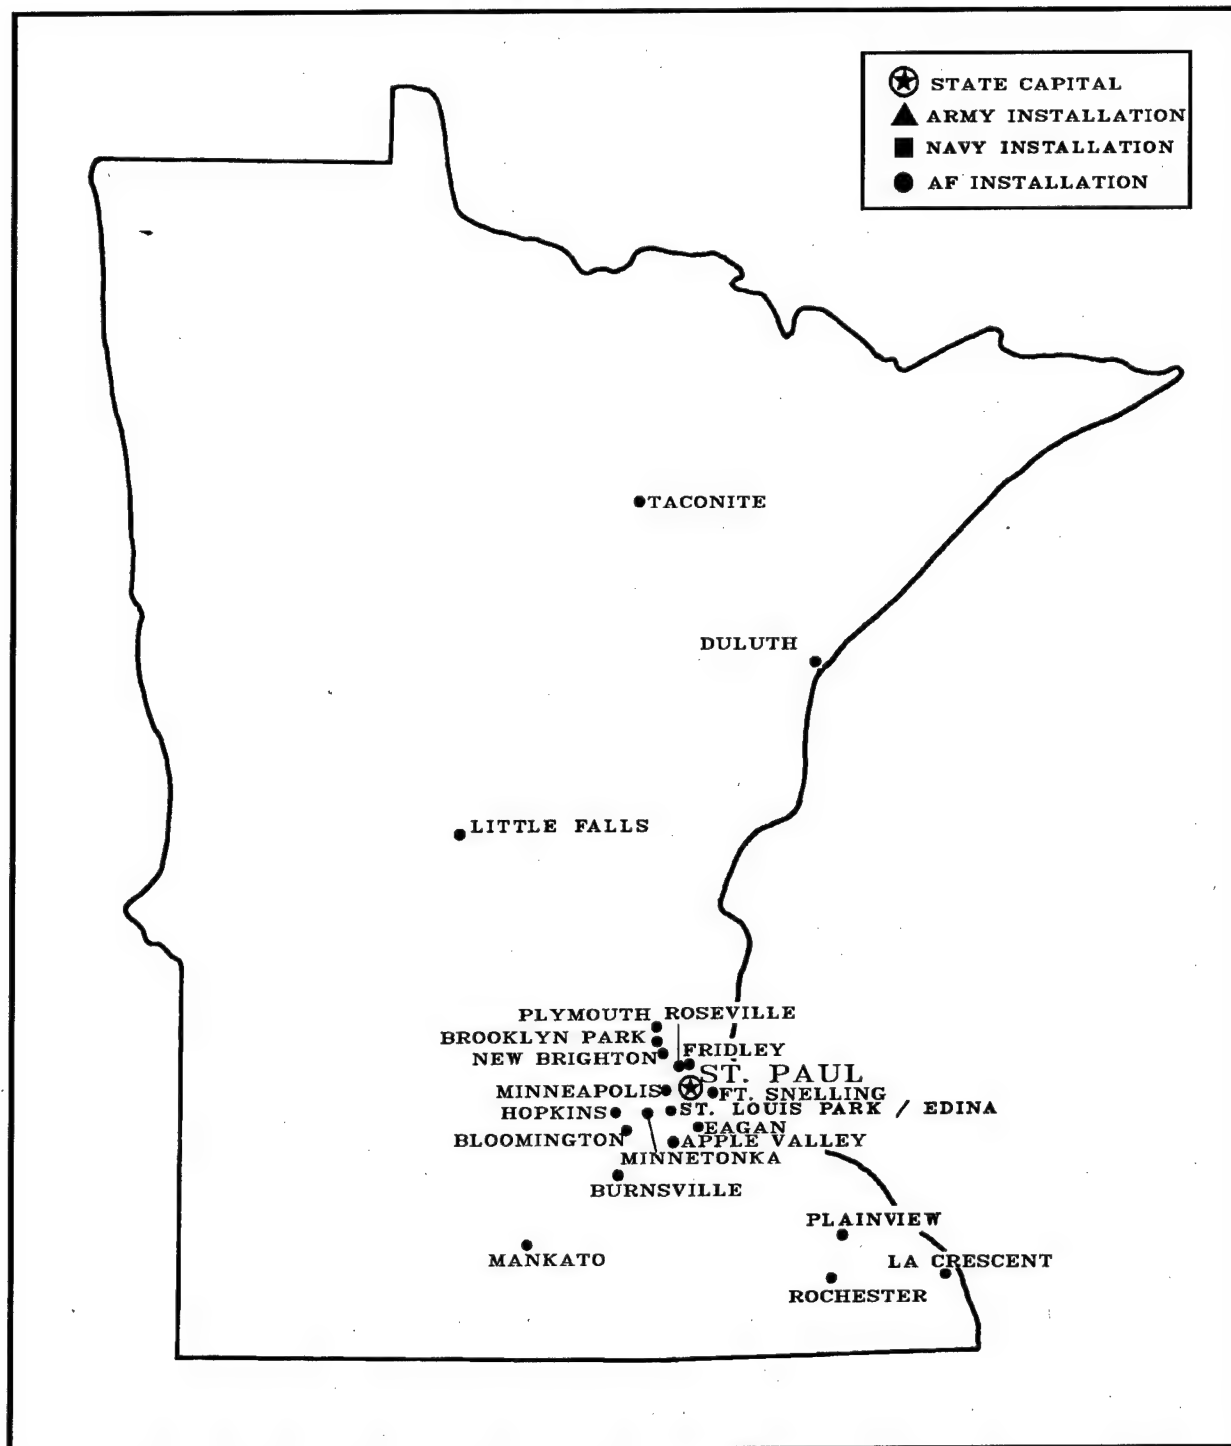 STATE CAPITAL
ARMY INSTALLATION
NAVY INSTALLATION
AF INSTALLATION
TACONITE
DULUTH
LITTLE FALLS
PLYMOUTH ROSEVILLE
BROOKLYN PARK
NEW BRIGHTON FRIDLEY
ST. PAUL
MINNEAPOLIS FT. SNELLING
HOPKINS ST. LOUIS PARK / EDINA
EAGAN
BLOOMINGTON APPLE VALLEY
MINNETONKA
BURNSVILLE
PLAINVIEW
MANKATO LA CRESCENT
ROCHESTER